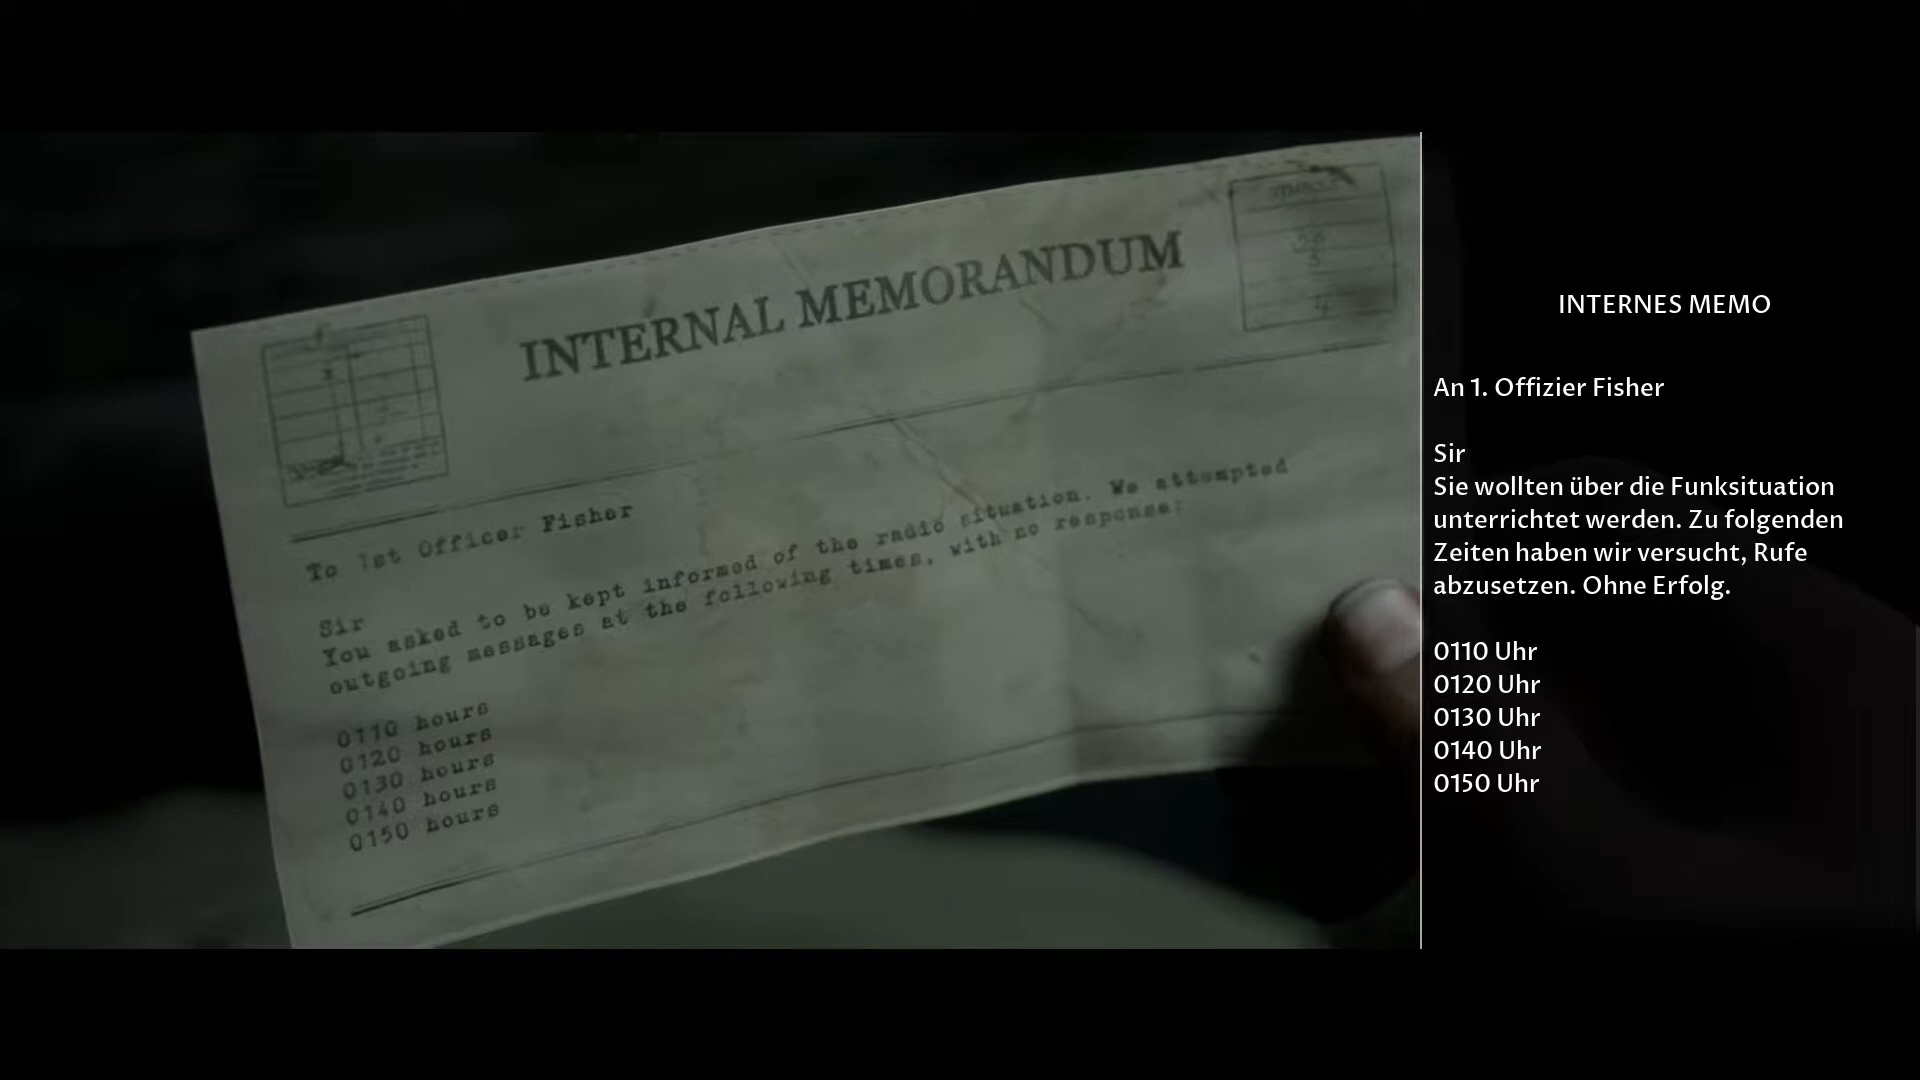 INTERNAL MEMORANDUM
To 1st Officer Fisher
Sir
You asked to be kept informed of the radio situation. We attempted
outgoing messages at the following times, with no response:
0110 hours
0120 hours
0130 hours
0140 hours
0150 hours
INTERNES MEMO
An 1. Offizier Fisher
Sir
Sie wollten über die Funksituation
unterrichtet werden. Zu folgenden
Zeiten haben wir versucht, Rufe
abzusetzen. Ohne Erfolg.
0110 Uhr
0120 Uhr
0130 Uhr
0140 Uhr
0150 Uhr